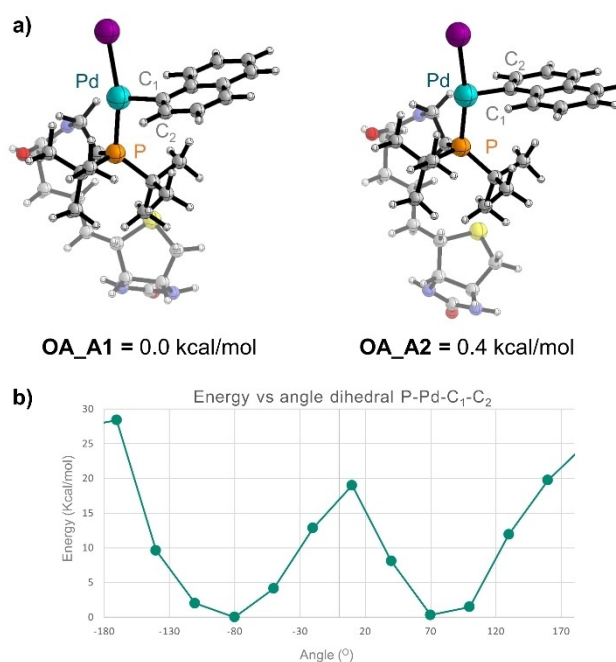 a)
Pd
C₁
C₂
P
Pd
C₂
C₁
P
OA_A1 = 0.0 kcal/mol
OA_A2 = 0.4 kcal/mol
b)
Energy vs angle dihedral P-Pd-C₁-C₂
Energy (Kcal/mol)
30
25
20
15
10
5
0
-180 -130 -80 -30 20 70 120 170
Angle (º)